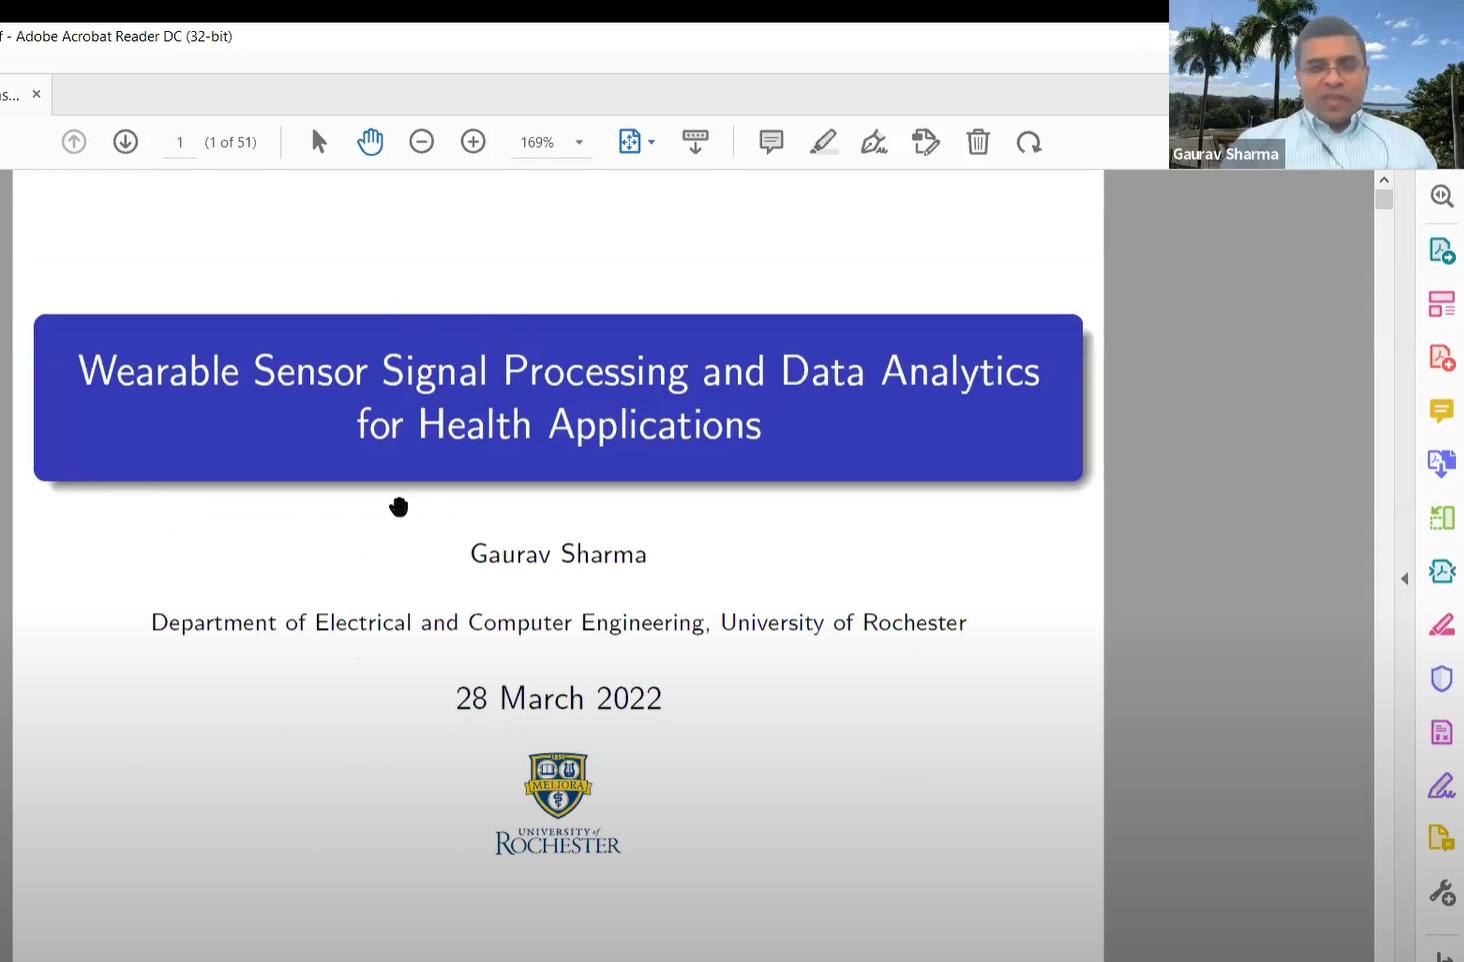 f - Adobe Acrobat Reader DC (32-bit)
s... ×
1 (1 of 51)
169%
Gaurav Sharma
Wearable Sensor Signal Processing and Data Analytics
for Health Applications
Gaurav Sharma
Department of Electrical and Computer Engineering, University of Rochester
28 March 2022
1850
MELIORA
UNIVERSITY of
ROCHESTER